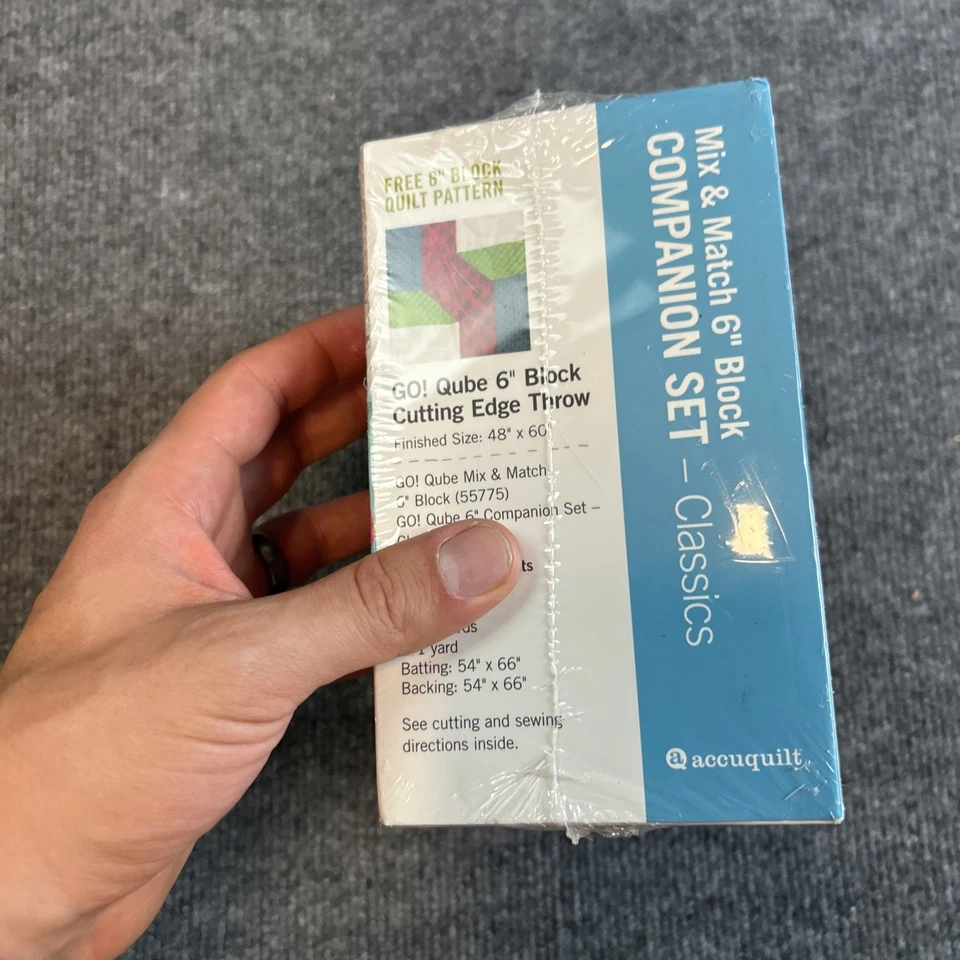 FREE 6" BLOCK
QUILT PATTERN
GO! Qube 6" Block
Cutting Edge Throw
Finished Size: 48" x 60"
GO! Qube Mix & Match
6" Block (55775)
GO! Qube 6" Companion Set –
yard
Batting: 54" x 66"
Backing: 54" x 66"
See cutting and sewing
directions inside.
Mix & Match 6" Block
COMPANION SET – Classics
a accuquilt